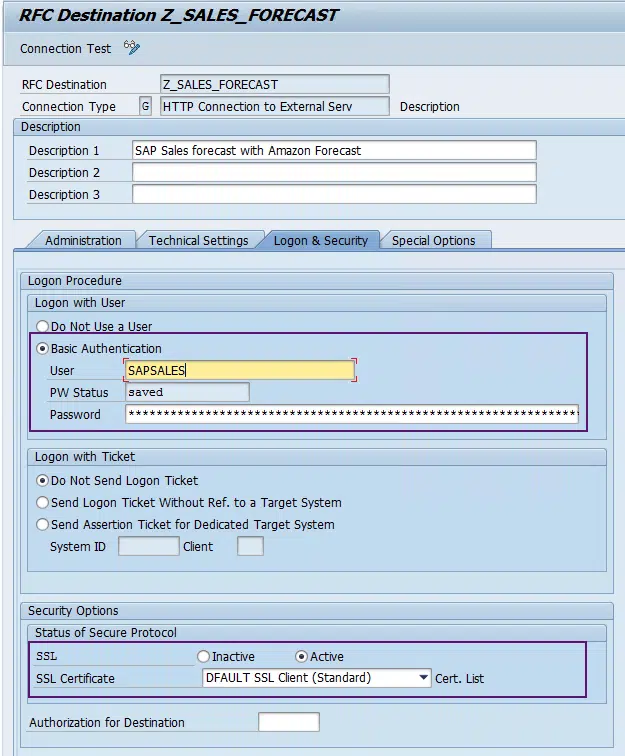 RFC Destination Z_SALES_FORECAST
Connection Test
RFC Destination Z_SALES_FORECAST
Connection Type G HTTP Connection to External Serv Description
Description
Description 1 SAP Sales forecast with Amazon Forecast
Description 2
Description 3
Administration Technical Settings Logon & Security Special Options
Logon Procedure
Logon with User
Do Not Use a User
Basic Authentication
User SAPSALES
PW Status saved
Password ****************************************************************
Logon with Ticket
Do Not Send Logon Ticket
Send Logon Ticket Without Ref. to a Target System
Send Assertion Ticket for Dedicated Target System
System ID Client
Security Options
Status of Secure Protocol
SSL Inactive Active
SSL Certificate DFAULT SSL Client (Standard) Cert. List
Authorization for Destination